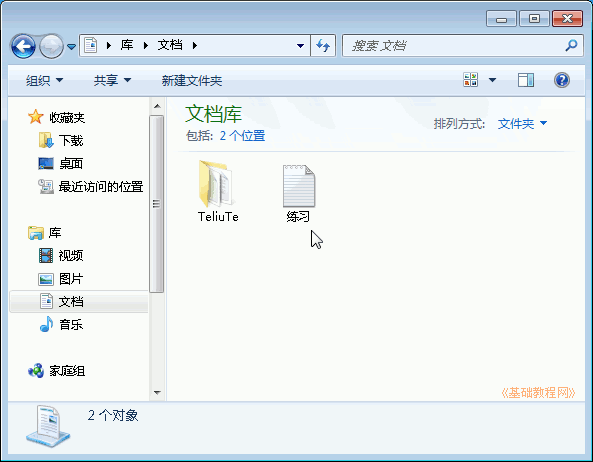 库 文档
搜索 文档
组织 共享 新建文件夹
收藏夹
下载
桌面
最近访问的位置
库
视频
图片
文档
音乐
家庭组
文档库
包括: 2 个位置
排列方式: 文件夹
TeliuTe
练习
《基础教程网》
2 个对象